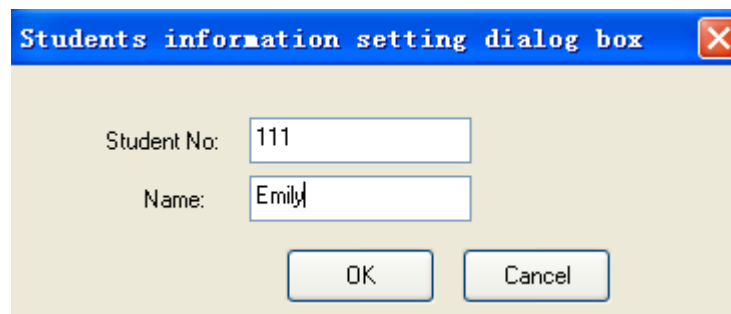 Students information setting dialog box
Student No: 111
Name: Emily
OK Cancel